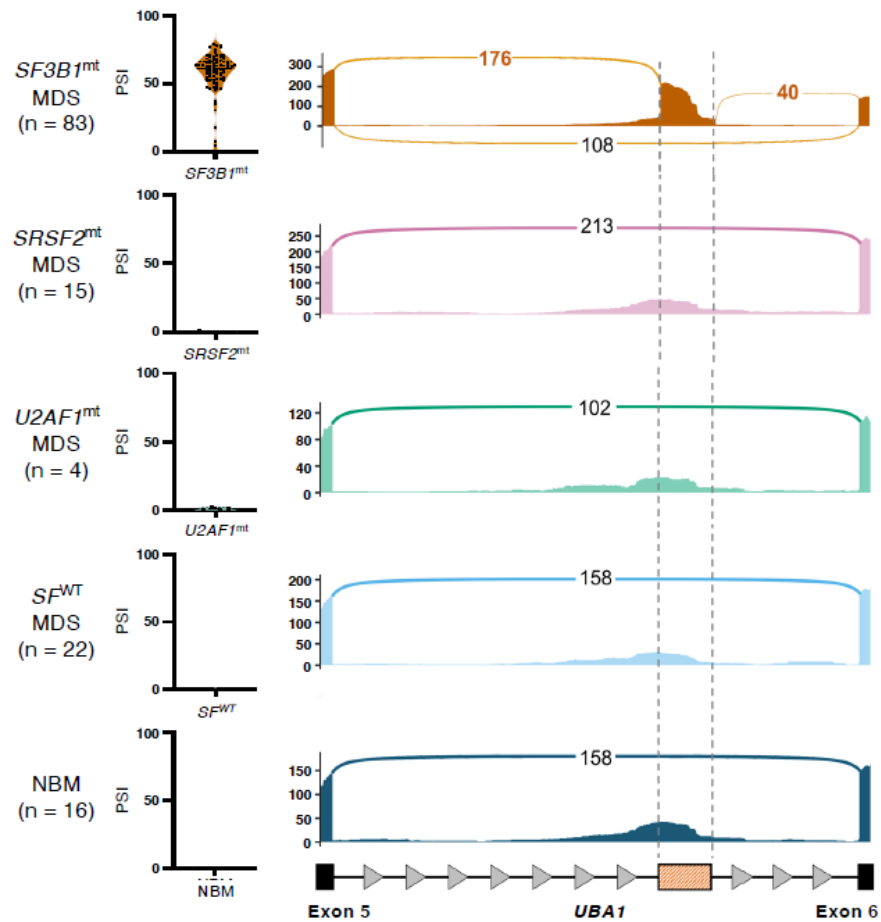 SF3B1mt
MDS
(n = 83)
PSI
100
50
0
SF3B1mt
300
200
100
0
176
40
108
SRSF2mt
MDS
(n = 15)
PSI
100
50
0
SRSF2mt
250
200
150
100
50
0
213
U2AF1mt
MDS
(n = 4)
PSI
100
50
0
U2AF1mt
120
80
40
0
102
SFWT
MDS
(n = 22)
PSI
100
50
0
SFWT
200
150
100
50
0
158
NBM
(n = 16)
PSI
100
50
0
NBM
150
100
50
0
158
Exon 5 UBA1 Exon 6